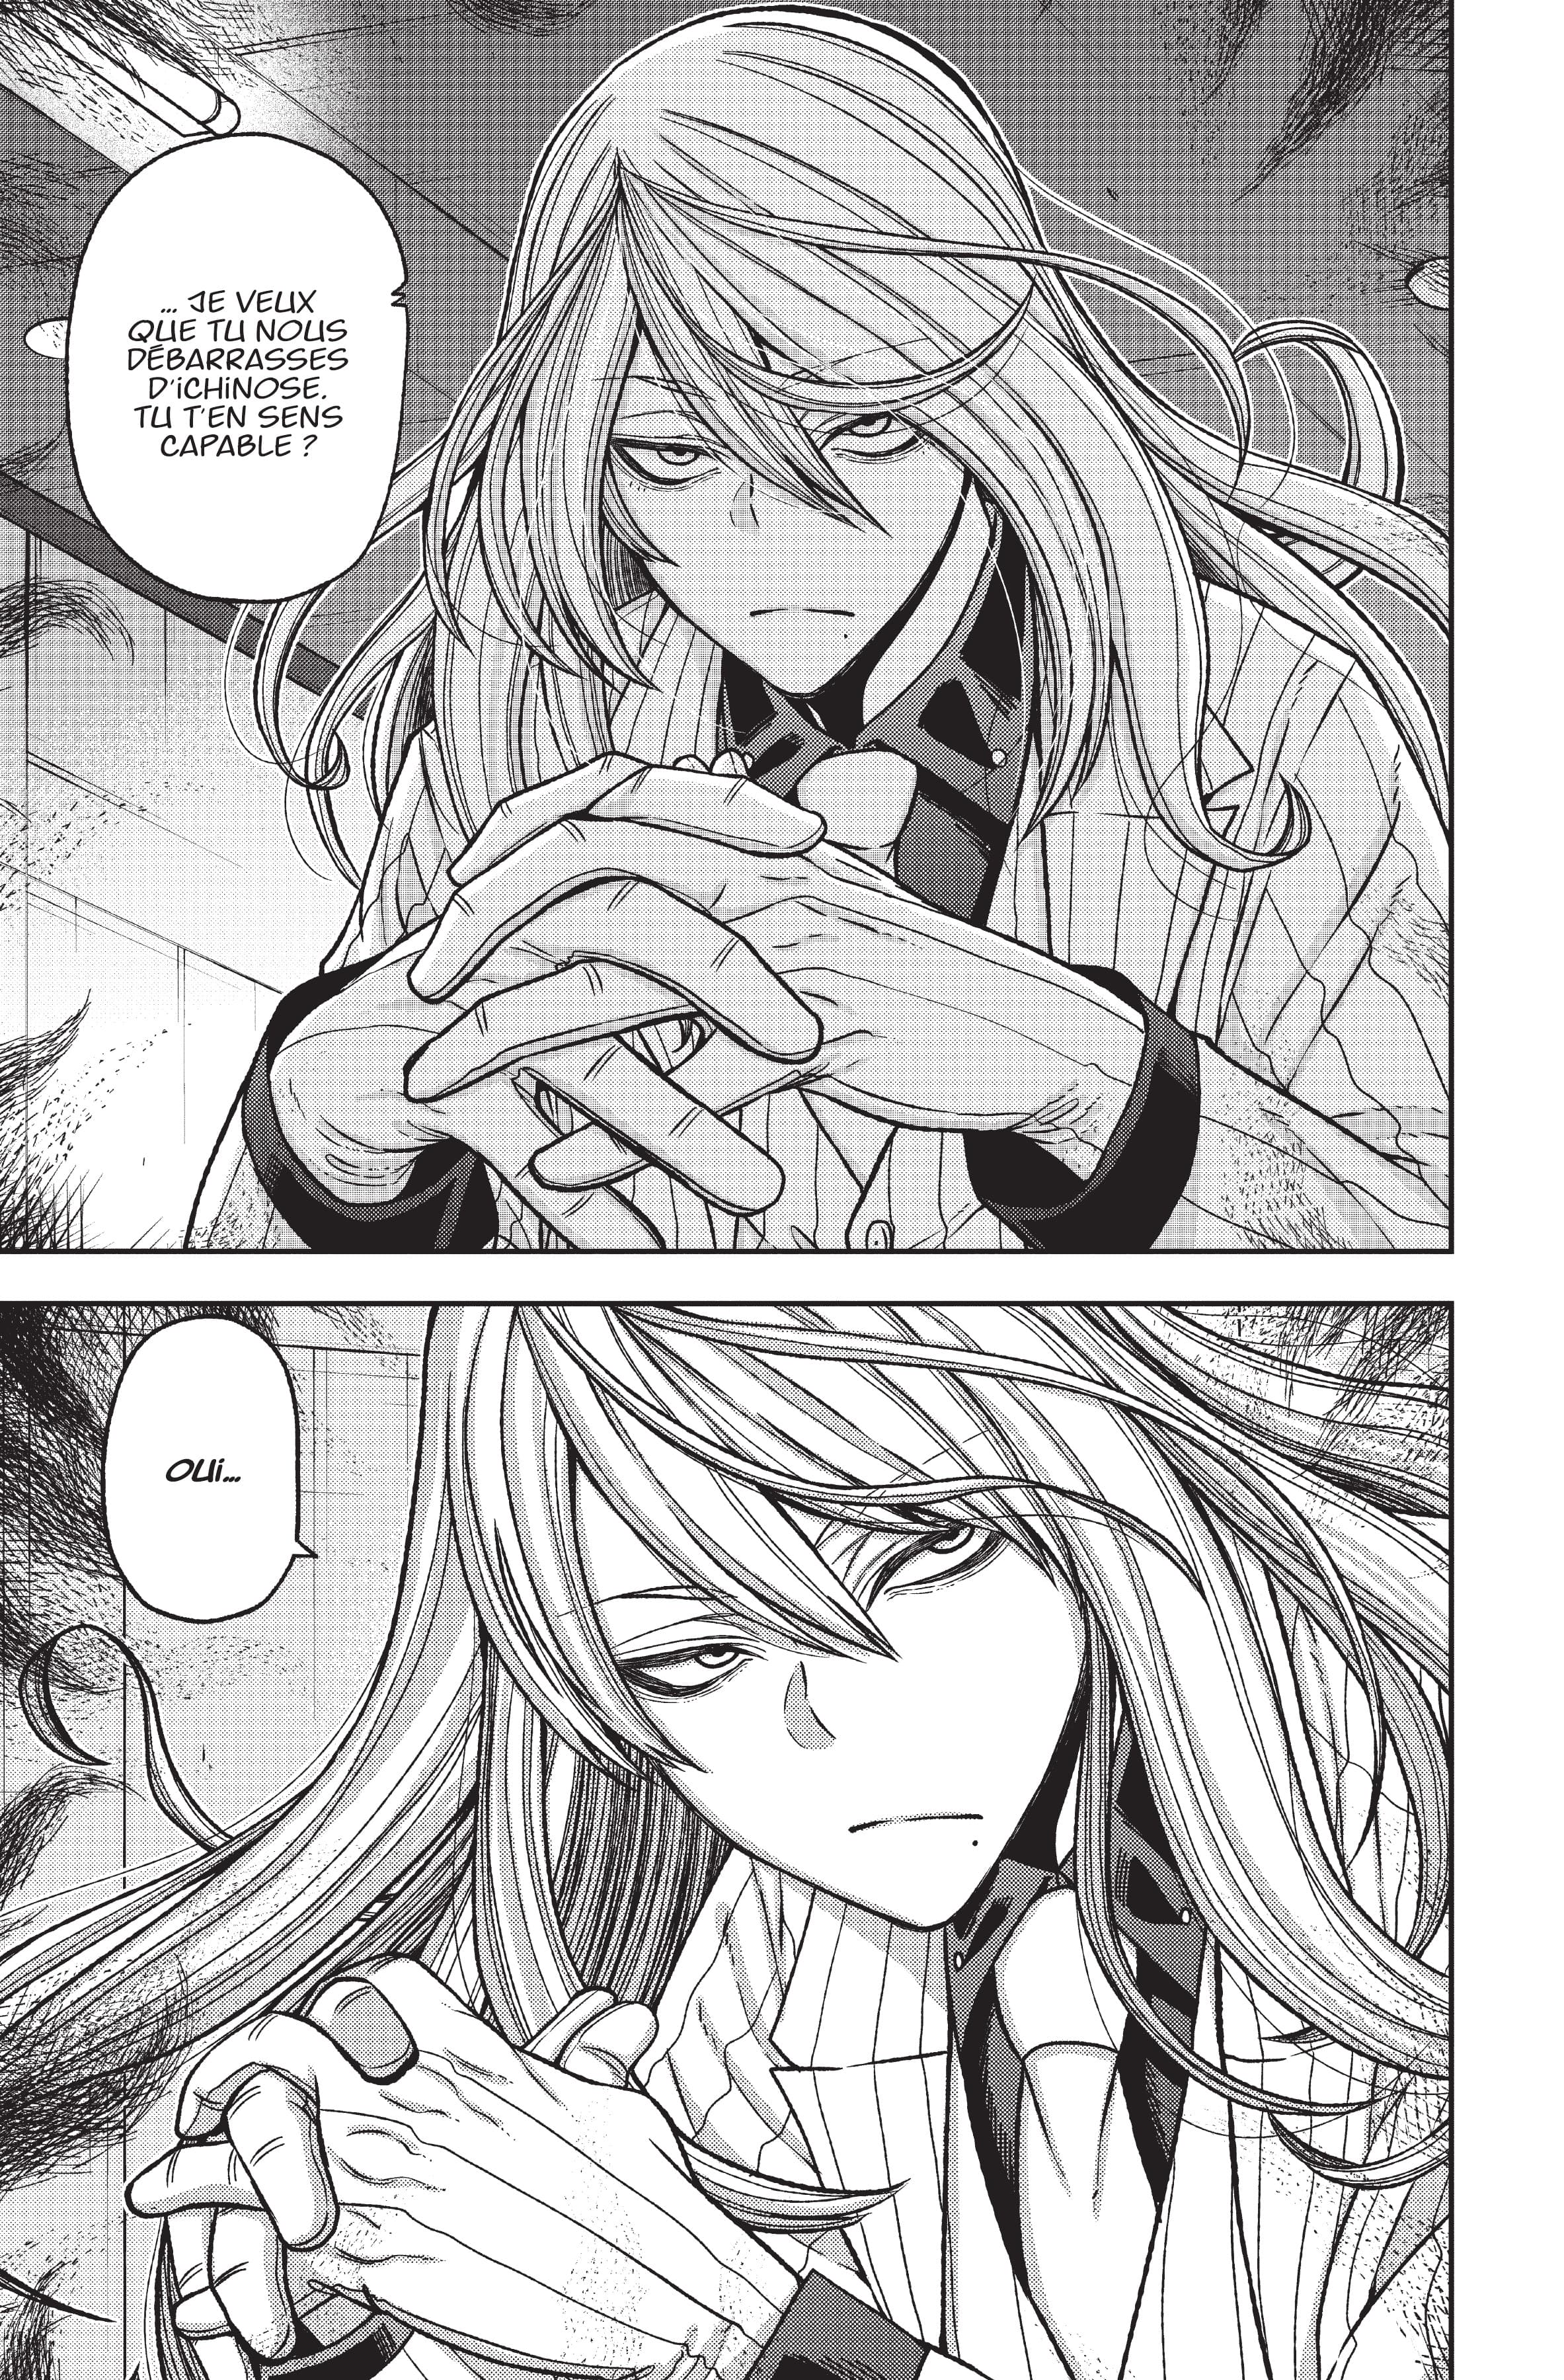 ... JE VEUX
QUE TU NOUS
DÉBARRASSES
D'ICHINOSE.
TU T'EN SENS
CAPABLE ?
OUI...